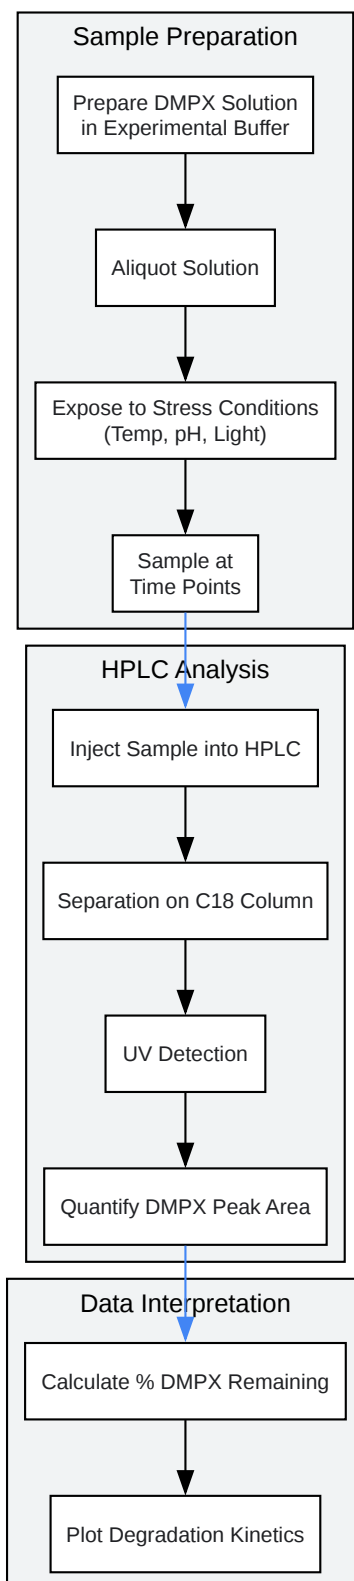 Sample Preparation
Prepare DMPX Solution
in Experimental Buffer
Aliquot Solution
Expose to Stress Conditions
(Temp, pH, Light)
Sample at
Time Points
HPLC Analysis
Inject Sample into HPLC
Separation on C18 Column
UV Detection
Quantify DMPX Peak Area
Data Interpretation
Calculate % DMPX Remaining
Plot Degradation Kinetics